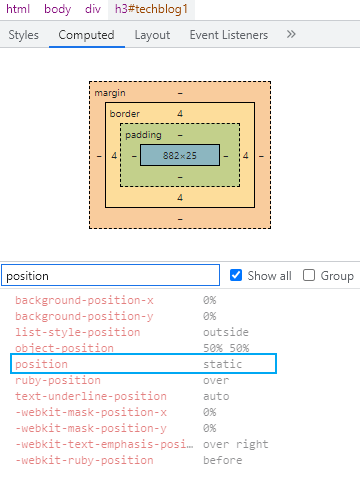 html body div h3#techblog1
Styles Computed Layout Event Listeners »
margin –
border 4
padding –
– 4 – 882×25 – 4 –
–
4
–
position Show all Group
background-position-x 0%
background-position-y 0%
list-style-position outside
object-position 50% 50%
position static
ruby-position over
text-underline-position auto
-webkit-mask-position-x 0%
-webkit-mask-position-y 0%
-webkit-text-emphasis-posi… over right
-webkit-ruby-position before